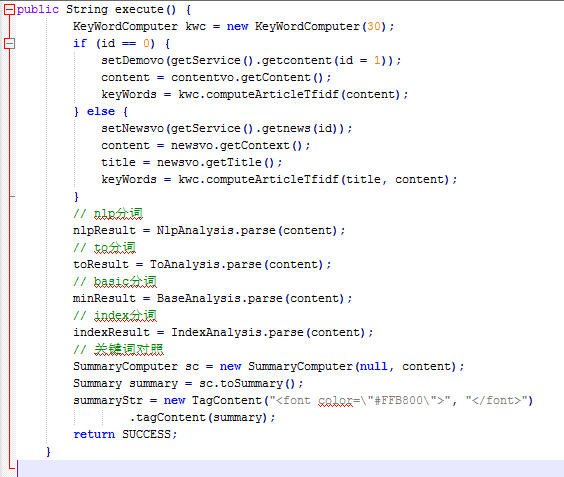 public String execute() {
KeyWordComputer kwc = new KeyWordComputer(30);
if (id == 0) {
setDemovo(getService().getcontent(id = 1));
content = contentvo.getContent();
keyWords = kwc.computeArticleTfidf(content);
} else {
setNewsvo(getService().getnews(id));
content = newsvo.getContext();
title = newsvo.getTitle();
keyWords = kwc.computeArticleTfidf(title, content);
}
// nlp分词
nlpResult = NlpAnalysis.parse(content);
// to分词
toResult = ToAnalysis.parse(content);
// basic分词
minResult = BaseAnalysis.parse(content);
// index分词
indexResult = IndexAnalysis.parse(content);
// 关键词对照
SummaryComputer sc = new SummaryComputer(null, content);
Summary summary = sc.toSummary();
summaryStr = new TagContent("<font color=\"#FFB800\">", "</font>")
.tagContent(summary);
return SUCCESS;
}